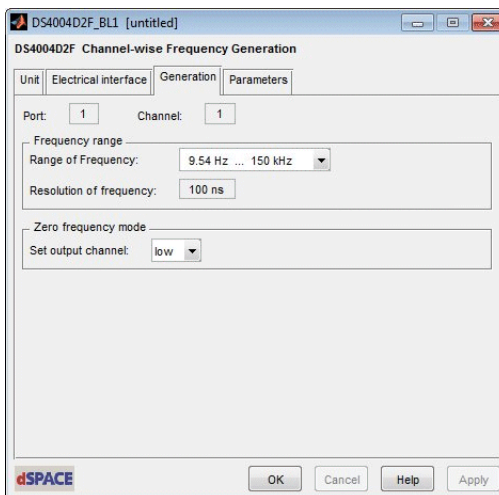 DS4004D2F_BL1 [untitled]
DS4004D2F Channel-wise Frequency Generation
Unit Electrical interface Generation Parameters
Port: 1 Channel: 1
Frequency range
Range of Frequency: 9.54 Hz ... 150 kHz
Resolution of frequency: 100 ns
Zero frequency mode
Set output channel: low
dSPACE OK Cancel Help Apply